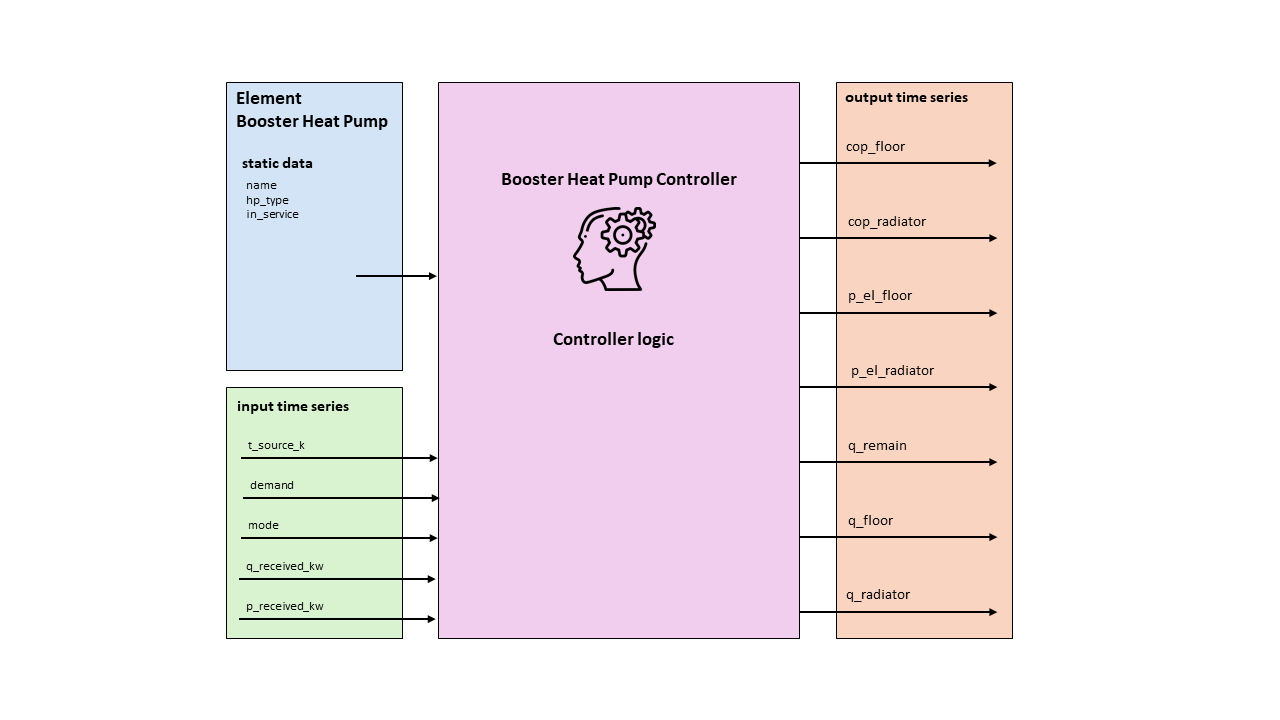 Element
Booster Heat Pump
static data
name
hp_type
in_service
input time series
t_source_k
demand
mode
q_received_kw
p_received_kw
Booster Heat Pump Controller
Controller logic
output time series
cop_floor
cop_radiator
p_el_floor
p_el_radiator
q_remain
q_floor
q_radiator